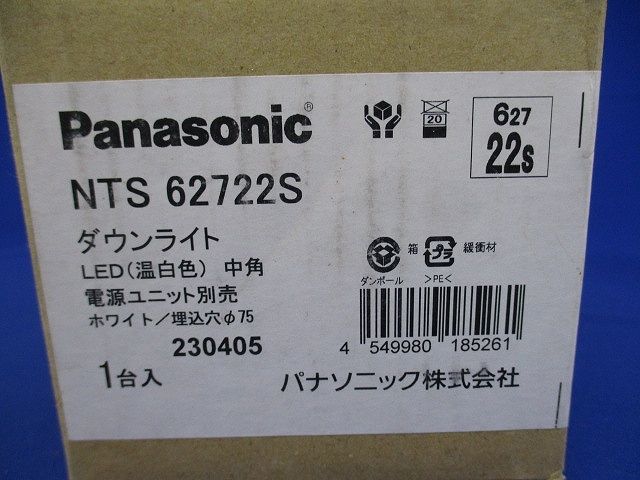 Panasonic®
NTS 62722S
ダウンライト
LED(温白色) 中角
電源ユニット別売
ホワイト/埋込穴φ75
230405
1台入
20
627
22s
ダンボール
箱
プラ
>PE<
緩衝材
4 549980 185261
パナソニック株式会社